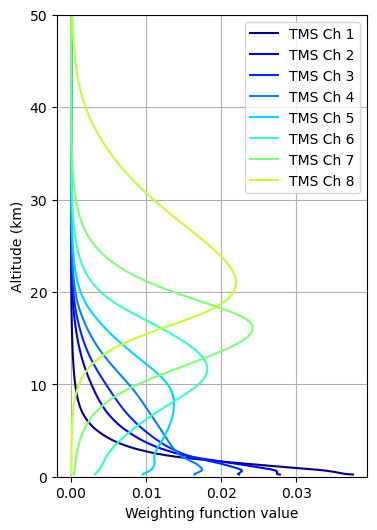 50
40
30
20
10
0
Altitude (km)
TMS Ch 1
TMS Ch 2
TMS Ch 3
TMS Ch 4
TMS Ch 5
TMS Ch 6
TMS Ch 7
TMS Ch 8
0.00 0.01 0.02 0.03
Weighting function value